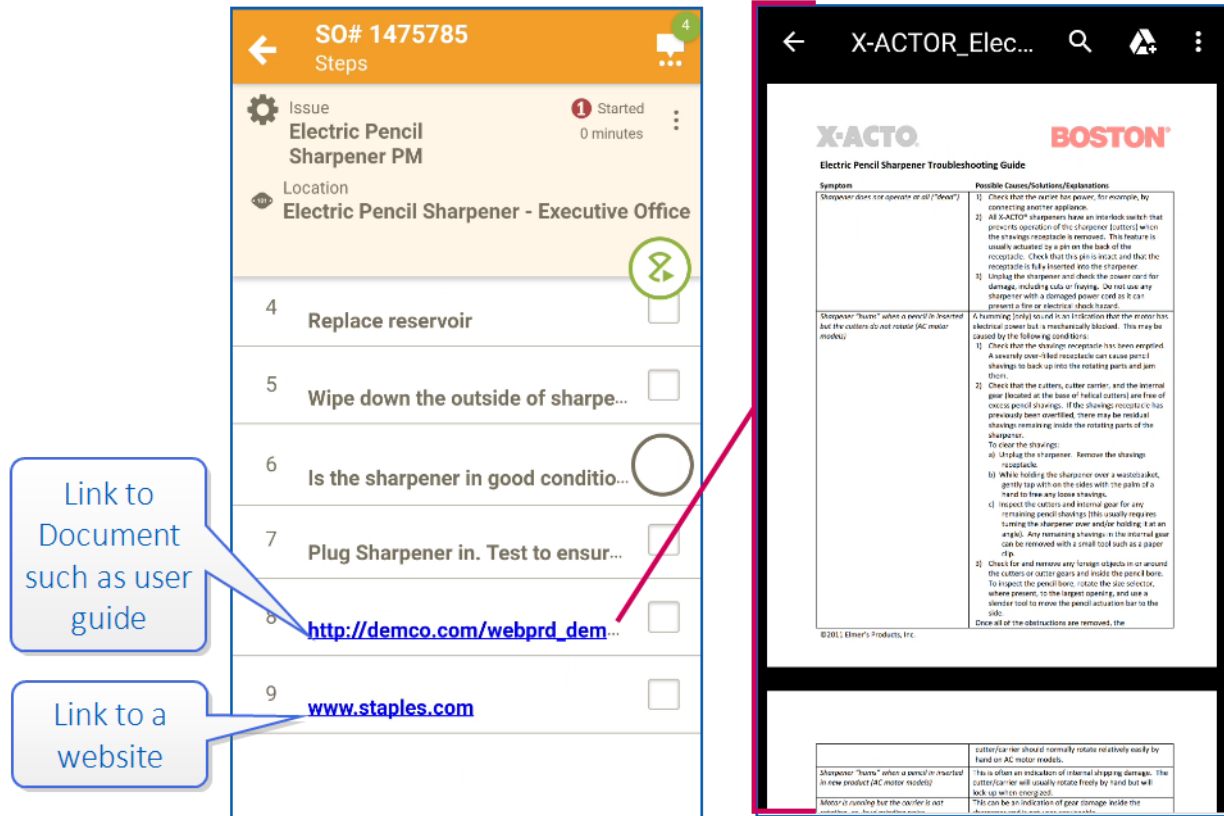 SO# 1475785
Steps
4
Issue
Electric Pencil
Sharpener PM
1 Started
0 minutes
Location
Electric Pencil Sharpener - Executive Office
4
Replace reservoir
5
Wipe down the outside of sharpe...
6
Is the sharpener in good conditio...
7
Plug Sharpener in. Test to ensur...
8
http://demco.com/webprd_dem...
9
www.staples.com
Link to
Document
such as user
guide
Link to a
website
X-ACTOR_Elec...
X-ACTO®
BOSTON®
Electric Pencil Sharpener Troubleshooting Guide
Symptom
Possible Causes/Solutions/Explanations
Sharpener does not operate at all ("dead")
1) Check that the outlet has power, for example, by
connecting another appliance.
2) All X-ACTO® sharpeners have an interlock switch that
prevents operation of the sharpener (cutters) when
the shavings receptacle is removed. This feature is
usually actuated by a pin on the back of the
receptacle. Check that this pin is intact and that the
receptacle is fully inserted into the sharpener.
3) Unplug the sharpener and check the power cord for
damage, including cuts or fraying. Do not use any
sharpener with a damaged power cord as it can
present a fire or electrical shock hazard.
Sharpener "hums" when a pencil in inserted
but the cutters do not rotate (AC motor
models)
A humming (only) sound is an indication that the motor has
electrical power but is mechanically blocked. This may be
caused by the following conditions:
1) Check that the shavings receptacle has been emptied.
A severely over-filled receptacle can cause pencil
shavings to back up into the rotating parts and jam
them.
2) Check that the cutters, cutter carrier, and the internal
gear (located at the base of helical cutters) are free of
excess pencil shavings. If the shavings receptacle has
previously been overfilled, there may be residual
shavings remaining inside the rotating parts of the
sharpener.
To clear the shavings:
a) Unplug the sharpener. Remove the shavings
receptacle.
b) While holding the sharpener over a wastebasket,
gently tap with on the sides with the palm of a
hand to free any loose shavings.
c) Inspect the cutters and internal gear for any
remaining pencil shavings (this usually requires
turning the sharpener over and/or holding it at an
angle). Any remaining shavings in the internal gear
can be removed with a small tool such as a paper
clip.
3) Check for and remove any foreign objects in or around
the cutters or cutter gears and inside the pencil bore.
To inspect the pencil bore, rotate the size selector,
where present, to the largest opening, and use a
slender tool to move the pencil actuation bar to the
side.
Once all of the obstructions are removed, the
©2011 Elmer's Products, Inc.
cutter/carrier should normally rotate relatively easily by
hand on AC motor models.
Sharpener "hums" when a pencil in inserted
in new product (AC motor models)
This is often an indication of internal shipping damage. The
cutter/carrier will usually rotate freely by hand but will
lock up when energized.
Motor is running but the carrier is not
This can be an indication of gear damage inside the